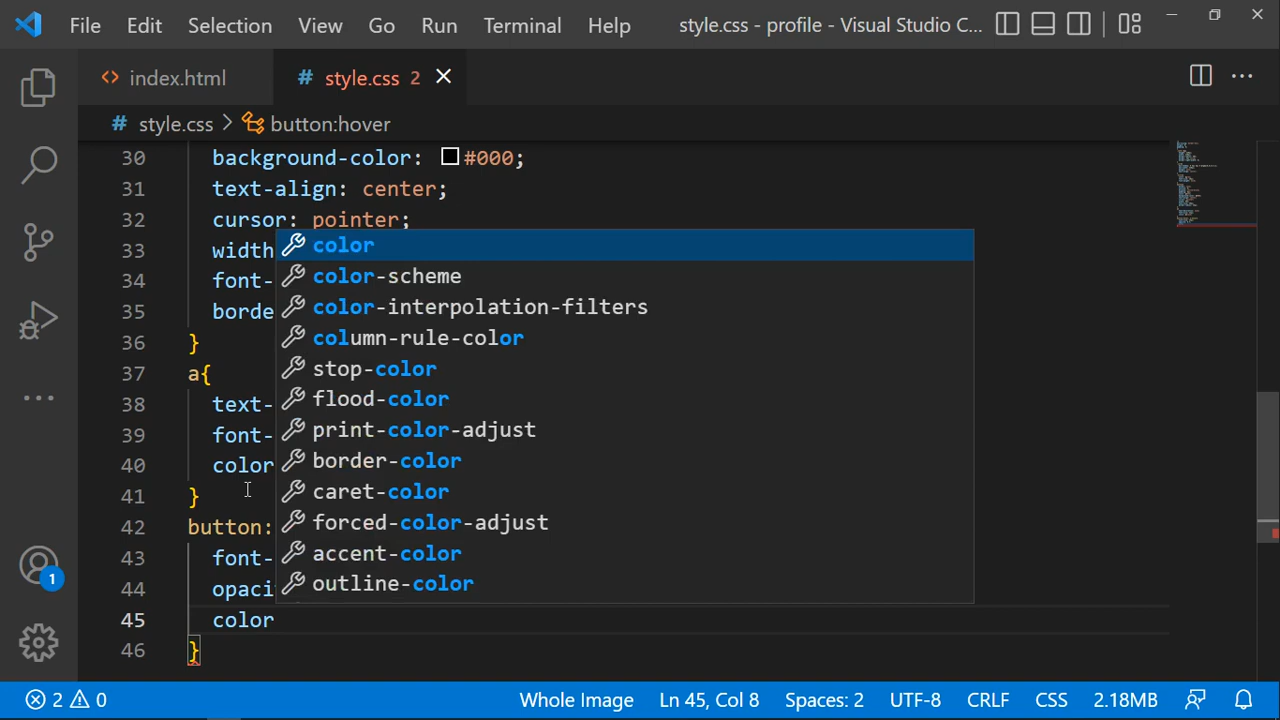 File Edit Selection View Go Run Terminal Help style.css - profile - Visual Studio C...
index.html style.css 2
style.css button:hover
30 background-color: #000;
31 text-align: center;
32 cursor: pointer;
33 width
34 font-
35 borde
36 }
37 a{
38 text-
39 font-
40 color
41 }
42 button:
43 font-
44 opaci
45 color
46 }
color
color-scheme
color-interpolation-filters
column-rule-color
stop-color
flood-color
print-color-adjust
border-color
caret-color
forced-color-adjust
accent-color
outline-color
1
2 0 Whole Image Ln 45, Col 8 Spaces: 2 UTF-8 CRLF CSS 2.18MB